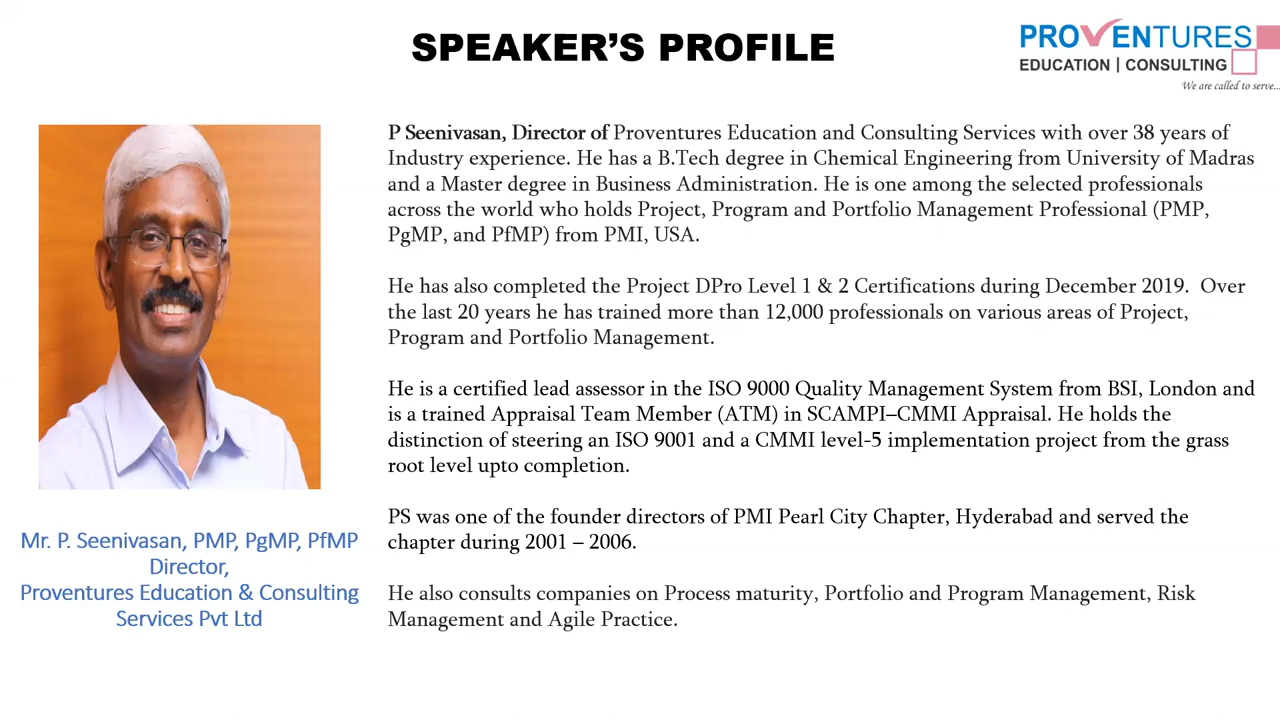 SPEAKER’S PROFILE
PROVENTURES
EDUCATION | CONSULTING
We are called to serve...
P Seenivasan, Director of Proventures Education and Consulting Services with over 38 years of
Industry experience. He has a B.Tech degree in Chemical Engineering from University of Madras
and a Master degree in Business Administration. He is one among the selected professionals
across the world who holds Project, Program and Portfolio Management Professional (PMP,
PgMP, and PfMP) from PMI, USA.
He has also completed the Project DPro Level 1 & 2 Certifications during December 2019.  Over
the last 20 years he has trained more than 12,000 professionals on various areas of Project,
Program and Portfolio Management.
He is a certified lead assessor in the ISO 9000 Quality Management System from BSI, London and
is a trained Appraisal Team Member (ATM) in SCAMPI–CMMI Appraisal. He holds the
distinction of steering an ISO 9001 and a CMMI level-5 implementation project from the grass
root level upto completion.
PS was one of the founder directors of PMI Pearl City Chapter, Hyderabad and served the
chapter during 2001 – 2006.
He also consults companies on Process maturity, Portfolio and Program Management, Risk
Management and Agile Practice.
Mr. P. Seenivasan, PMP, PgMP, PfMP
Director,
Proventures Education & Consulting
Services Pvt Ltd